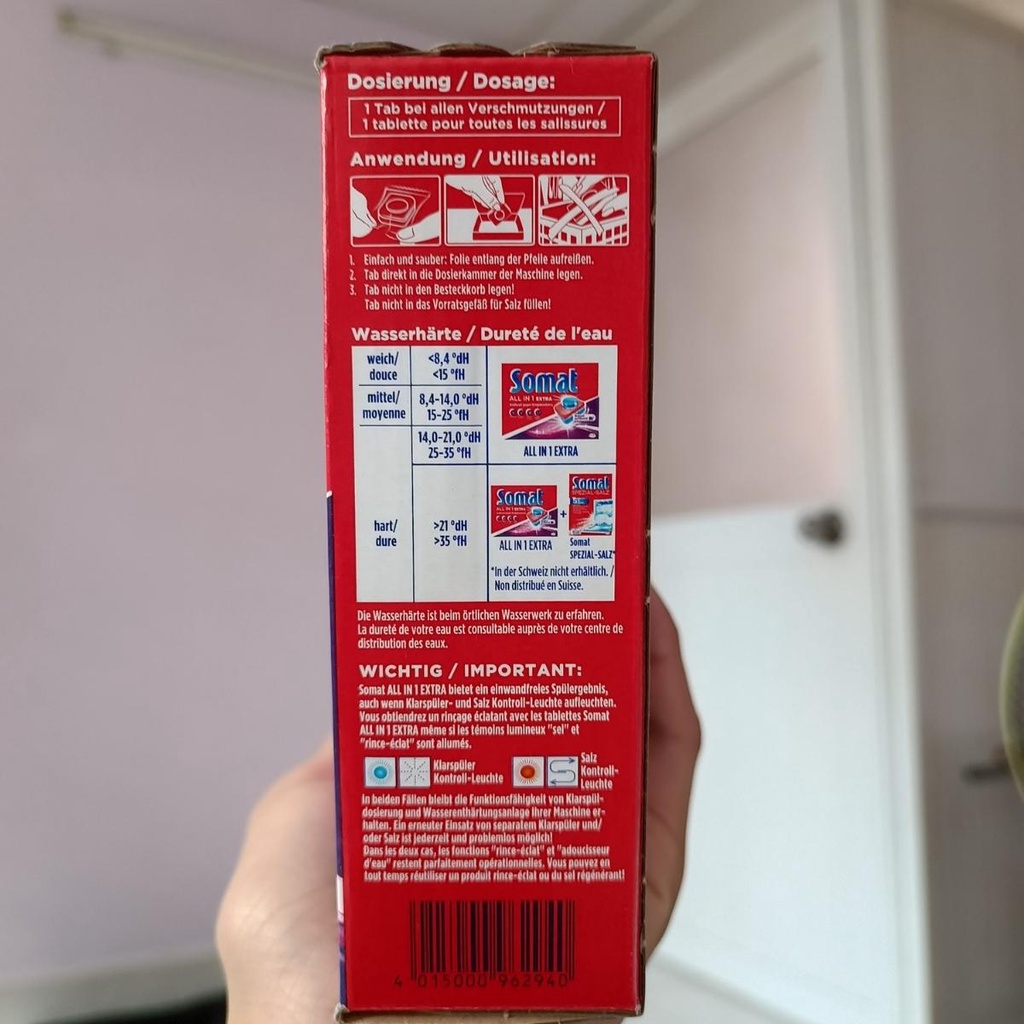 Dosierung / Dosage:
1 Tab bei allen Verschmutzungen /
1 tablette pour toutes les salissures
Anwendung / Utilisation:
1. Einfach und sauber: Folie entlang der Pfeile aufreißen.
2. Tab direkt in die Dosierkammer der Maschine legen.
3. Tab nicht in den Besteckkorb legen!
Tab nicht in das Vorratsgefäß für Salz füllen!
Wasserhärte / Dureté de l'eau
weich/
douce
<8,4 °dH
<15 °fH
mittel/
moyenne
8,4-14,0 °dH
15-25 °fH
14,0-21,0 °dH
25-35 °fH
Somat
ALL IN 1 EXTRA
ALL IN 1 EXTRA
hart/
dure
>21 °dH
>35 °fH
Somat
ALL IN 1 EXTRA
ALL IN 1 EXTRA
+
Somat
SPEZIAL-SALZ
Somat
SPEZIAL-SALZ*
*In der Schweiz nicht erhältlich. /
Non distribué en Suisse.
Die Wasserhärte ist beim örtlichen Wasserwerk zu erfahren.
La dureté de votre eau est consultable auprès de votre centre de
distribution des eaux.
WICHTIG / IMPORTANT:
Somat ALL IN 1 EXTRA bietet ein einwandfreies Spülergebnis,
auch wenn Klarspüler- und Salz Kontroll-Leuchte aufleuchten.
Vous obtiendrez un rinçage éclatant avec les tablettes Somat
ALL IN 1 EXTRA même si les témoins lumineux "sel" et
"rince-éclat" sont allumés.
Klarspüler
Kontroll-Leuchte
Salz
Kontroll-
Leuchte
In beiden Fällen bleibt die Funktionsfähigkeit von Klarspül-
dosierung und Wasserenthärtungsanlage Ihrer Maschine er-
halten. Ein erneuter Einsatz von separatem Klarspüler und/
oder Salz ist jederzeit und problemlos möglich!
Dans les deux cas, les fonctions "rince-éclat" et "adoucisseur
d'eau" restent parfaitement opérationnelles. Vous pouvez en
tout temps réutiliser un produit rince-éclat ou du sel régénérant!
4 015000 962940